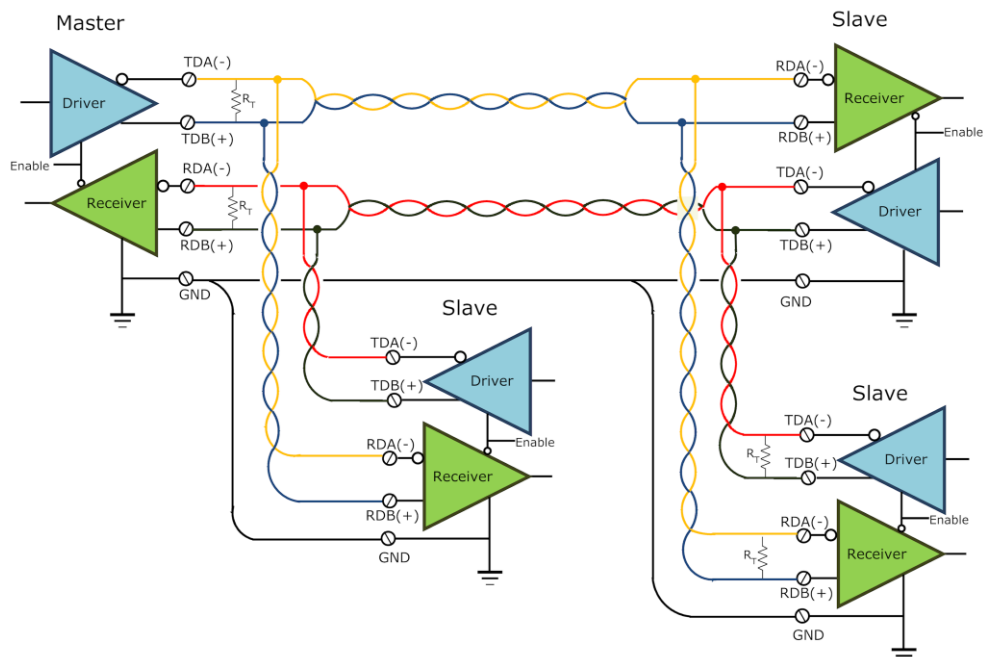 Master
Slave
TDA(-)
RDA(-)
Driver
R_T
Receiver
TDB(+)
RDB(+)
Enable
Enable
RDA(-)
TDA(-)
Receiver
R_T
Driver
RDB(+)
TDB(+)
GND
GND
Slave
TDA(-)
Driver
TDB(+)
Slave
TDA(-)
RDA(-)
Enable
R_T
Driver
TDB(+)
Receiver
RDB(+)
RDA(-)
Enable
GND
R_T
Receiver
RDB(+)
GND